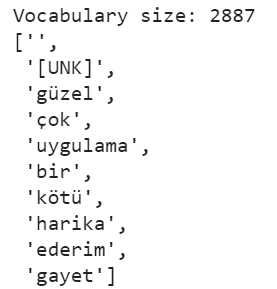 Vocabulary size: 2887
['',
'[UNK]',
'güzel',
'çok',
'uygulama',
'bir',
'kötü',
'harika',
'ederim',
'gayet']